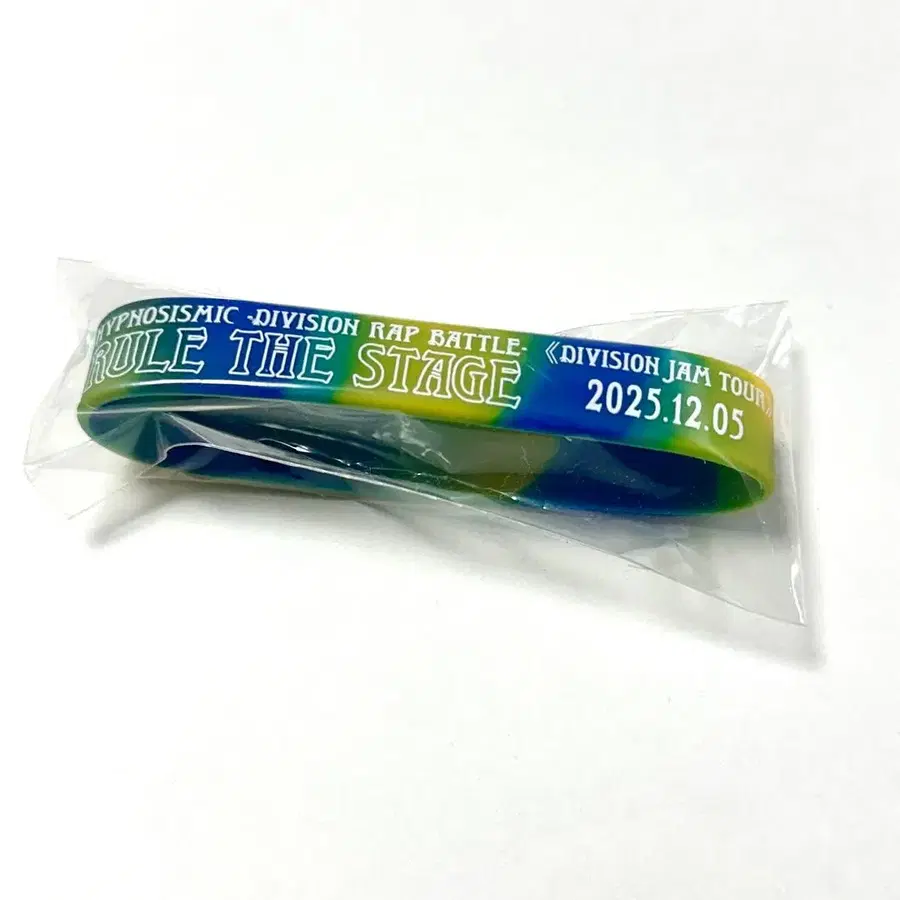 HYPNOSISMIC -DIVISION RAP BATTLE-
RULE THE STAGE
《DIVISION JAM TOUR》
2025.12.05